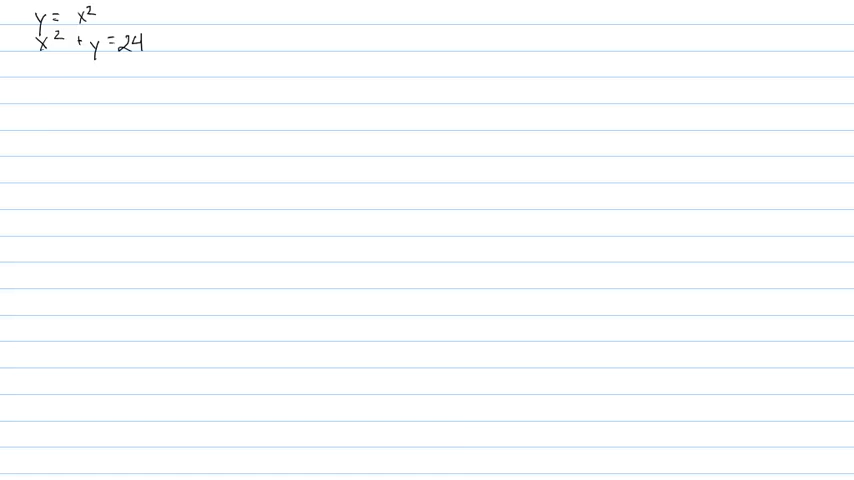 y = x²
x² + y = 24